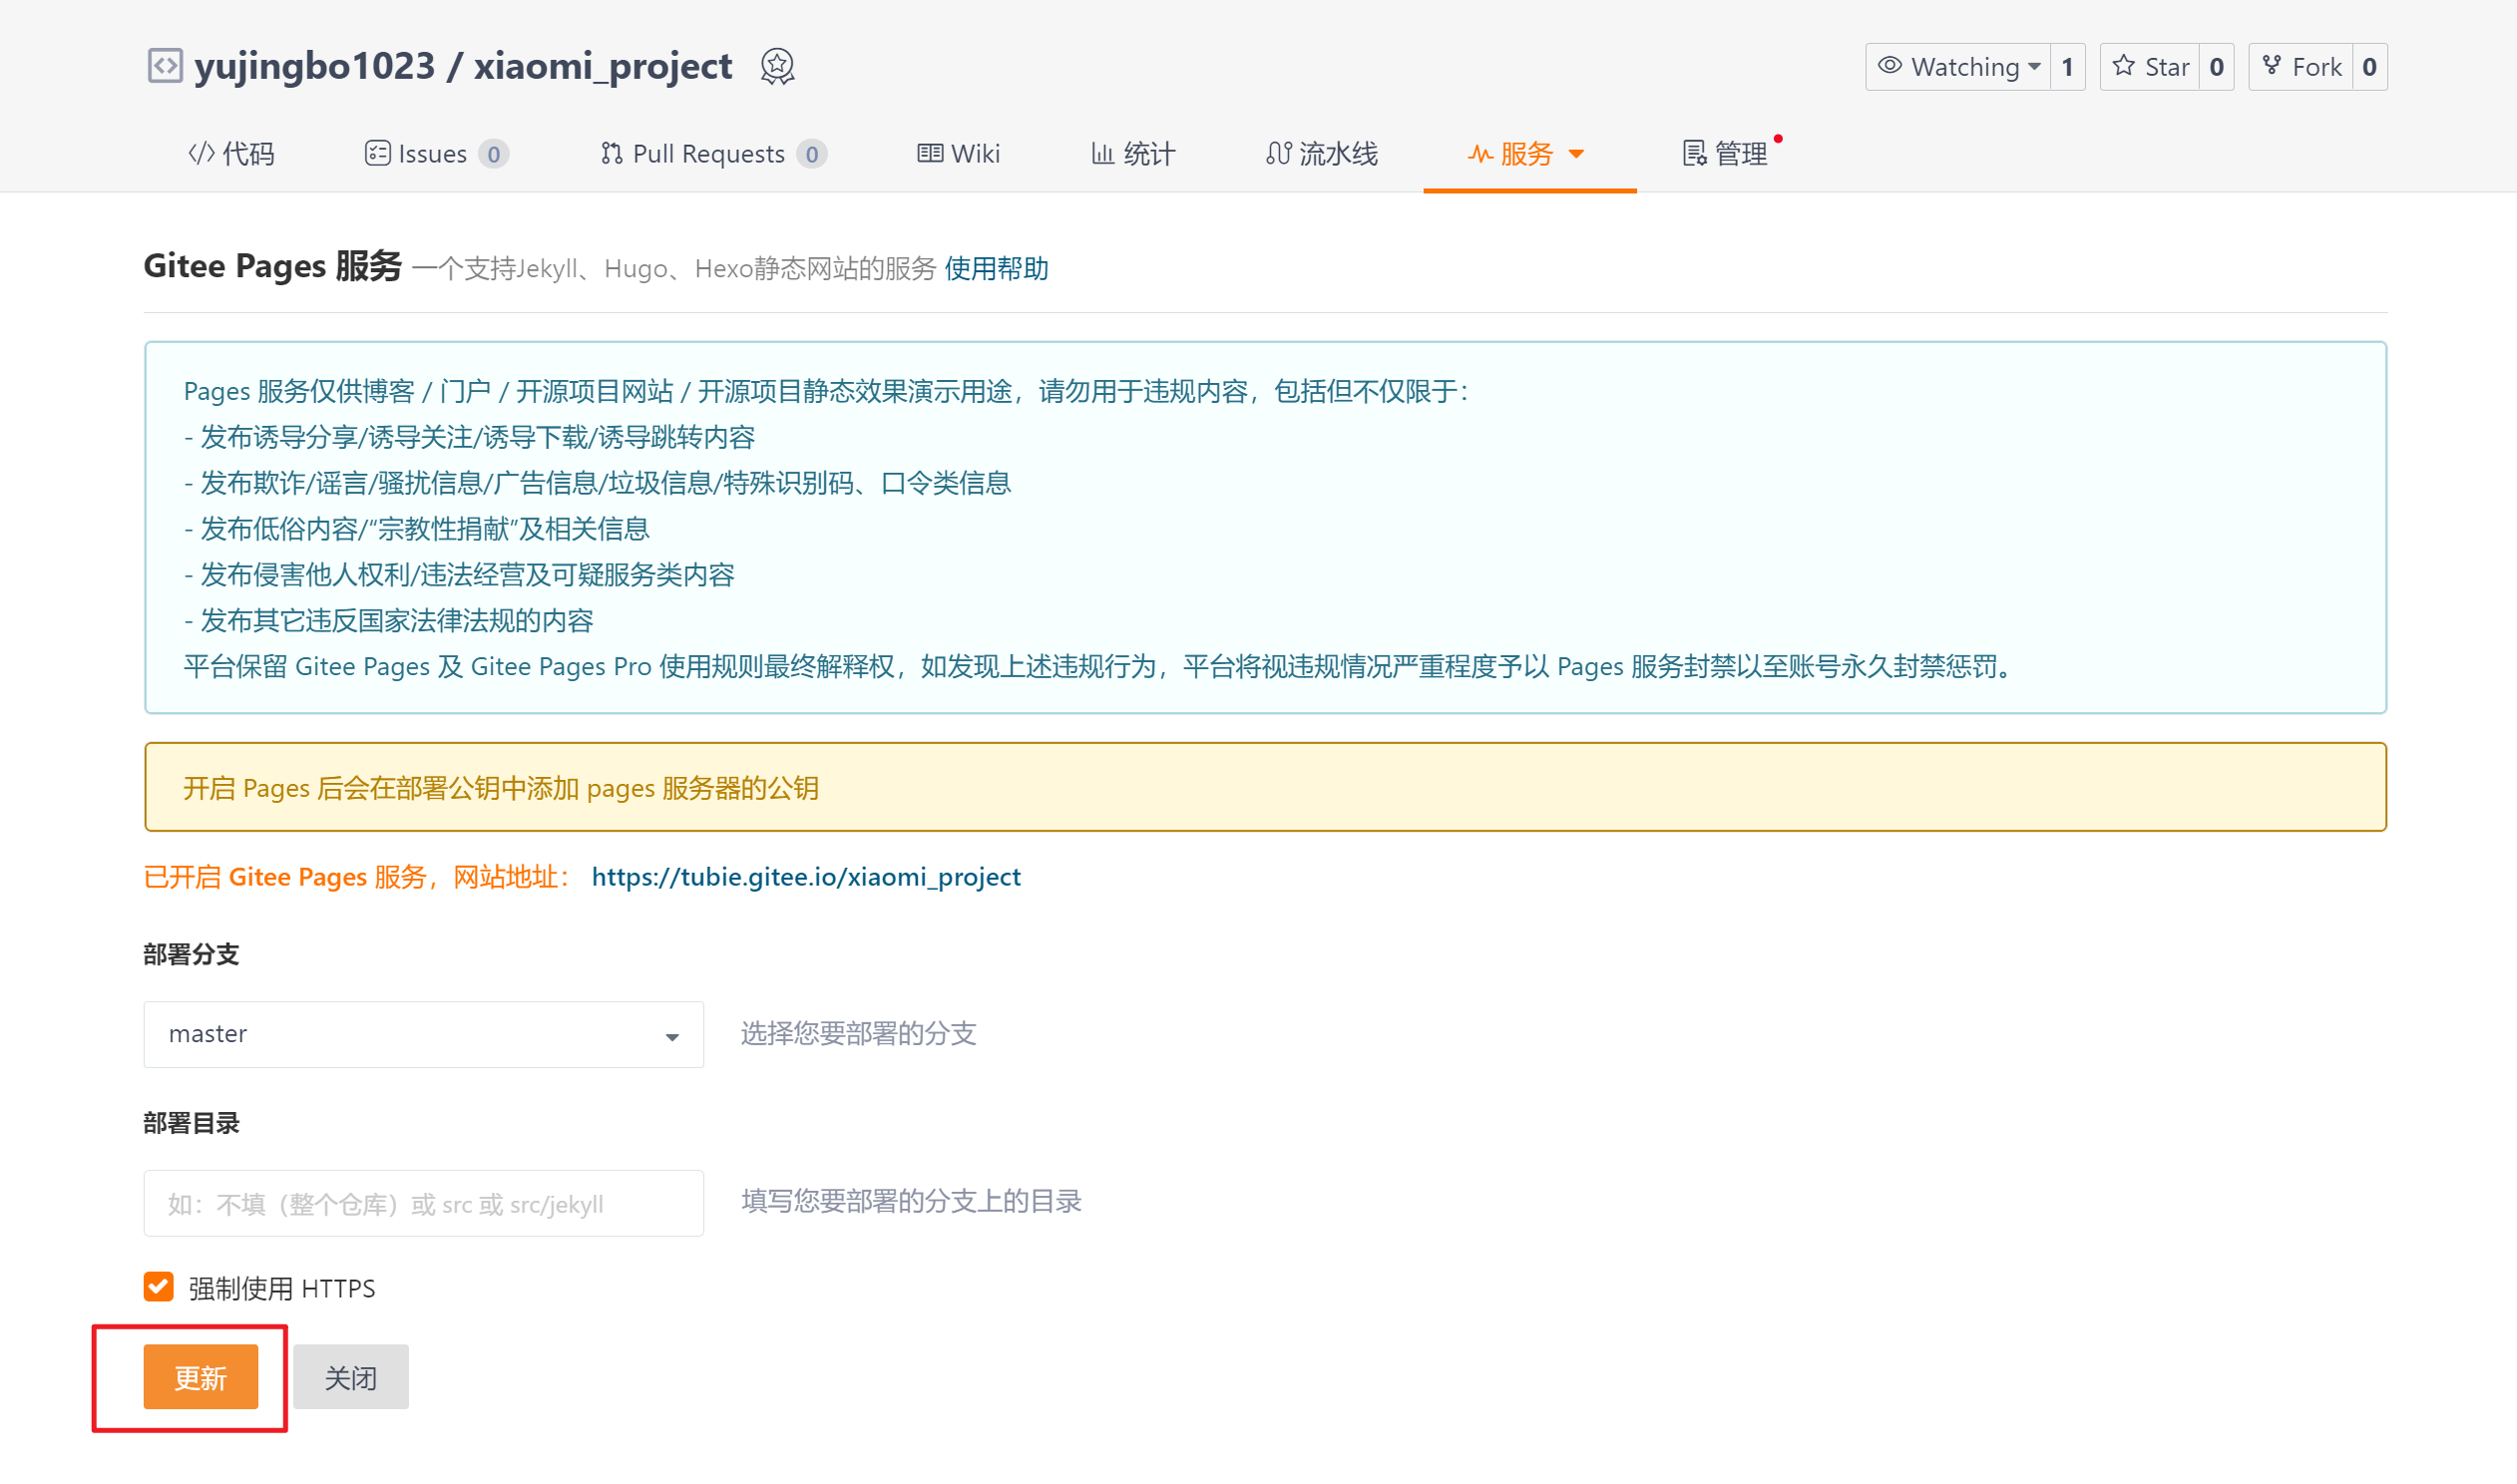 yujingbo1023 / xiaomi_project
Watching 1 Star 0 Fork 0
代码 Issues 0 Pull Requests 0 Wiki 统计 流水线 服务 管理
Gitee Pages 服务 一个支持Jekyll、Hugo、Hexo静态网站的服务 使用帮助
Pages 服务仅供博客 / 门户 / 开源项目网站 / 开源项目静态效果演示用途，请勿用于违规内容，包括但不仅限于：
- 发布诱导分享/诱导关注/诱导下载/诱导跳转内容
- 发布欺诈/谣言/骚扰信息/广告信息/垃圾信息/特殊识别码、口令类信息
- 发布低俗内容/“宗教性捐献”及相关信息
- 发布侵害他人权利/违法经营及可疑服务类内容
- 发布其它违反国家法律法规的内容
平台保留 Gitee Pages 及 Gitee Pages Pro 使用规则最终解释权，如发现上述违规行为，平台将视违规情况严重程度予以 Pages 服务封禁以至账号永久封禁惩罚。
开启 Pages 后会在部署公钥中添加 pages 服务器的公钥
已开启 Gitee Pages 服务，网站地址： https://tubie.gitee.io/xiaomi_project
部署分支
master 选择您要部署的分支
部署目录
如：不填（整个仓库）或 src 或 src/jekyll 填写您要部署的分支上的目录
强制使用 HTTPS
更新 关闭